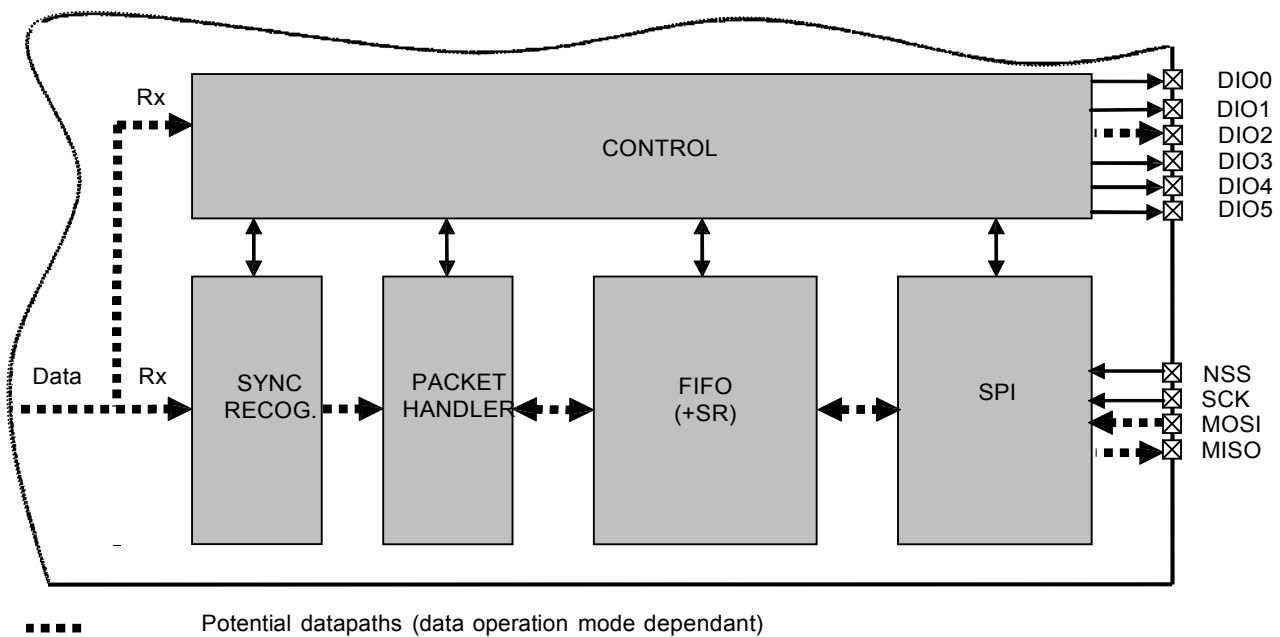 Rx
CONTROL
DIO0
DIO1
DIO2
DIO3
DIO4
DIO5
Data
Rx
SYNC
RECOG.
PACKET
HANDLER
FIFO
(+SR)
SPI
NSS
SCK
MOSI
MISO
Potential datapaths (data operation mode dependant)